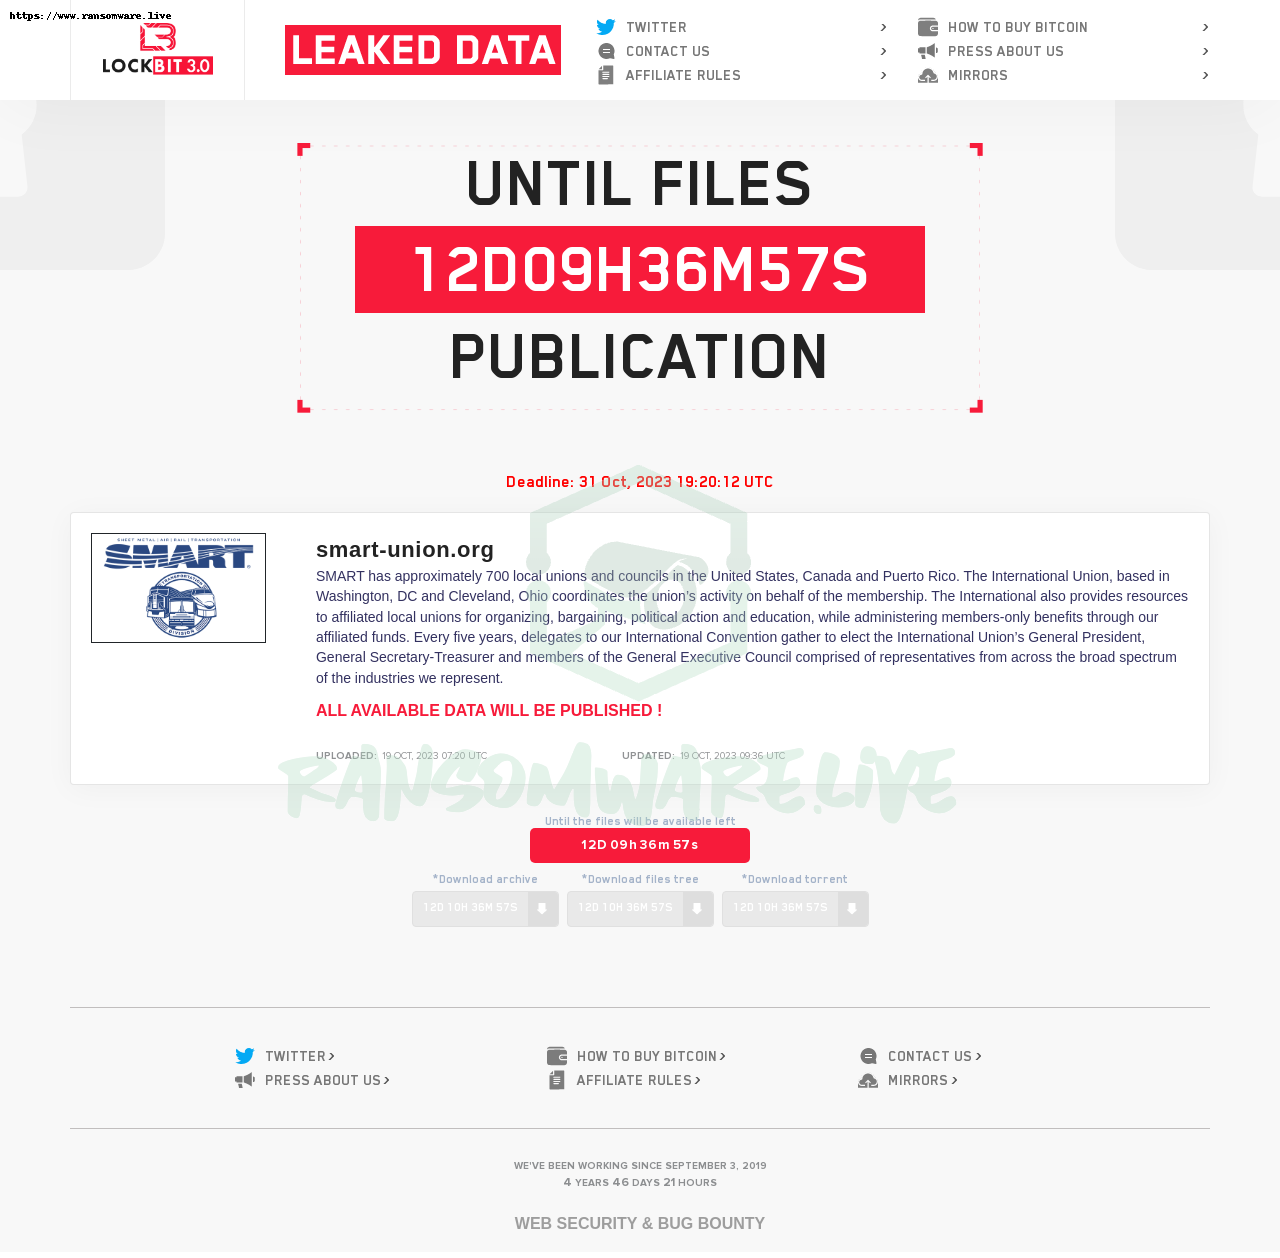 https://www.ransomware.live
LOCKBIT 3.0
LEAKED DATA
TWITTER
CONTACT US
AFFILIATE RULES
HOW TO BUY BITCOIN
PRESS ABOUT US
MIRRORS
UNTIL FILES
12D09H36M57S
PUBLICATION
Deadline: 31 Oct, 2023 19:20:12 UTC
SHEET METAL | AIR | RAIL | TRANSPORTATION
SMART
TRANSPORTATION
DIVISION
smart-union.org
SMART has approximately 700 local unions and councils in the United States, Canada and Puerto Rico. The International Union, based in
Washington, DC and Cleveland, Ohio coordinates the union’s activity on behalf of the membership. The International also provides resources
to affiliated local unions for organizing, bargaining, political action and education, while administering members-only benefits through our
affiliated funds. Every five years, delegates to our International Convention gather to elect the International Union’s General President,
General Secretary-Treasurer and members of the General Executive Council comprised of representatives from across the broad spectrum
of the industries we represent.
ALL AVAILABLE DATA WILL BE PUBLISHED !
UPLOADED: 19 OCT, 2023 07:20 UTC
UPDATED: 19 OCT, 2023 09:36 UTC
RANSOMWARE.LIVE
Until the files will be available left
12D 09h 36m 57s
*Download archive
*Download files tree
*Download torrent
12D 10H 36M 57S
12D 10H 36M 57S
12D 10H 36M 57S
TWITTER
HOW TO BUY BITCOIN
CONTACT US
PRESS ABOUT US
AFFILIATE RULES
MIRRORS
WE'VE BEEN WORKING SINCE SEPTEMBER 3, 2019
4 YEARS 46 DAYS 21 HOURS
WEB SECURITY & BUG BOUNTY